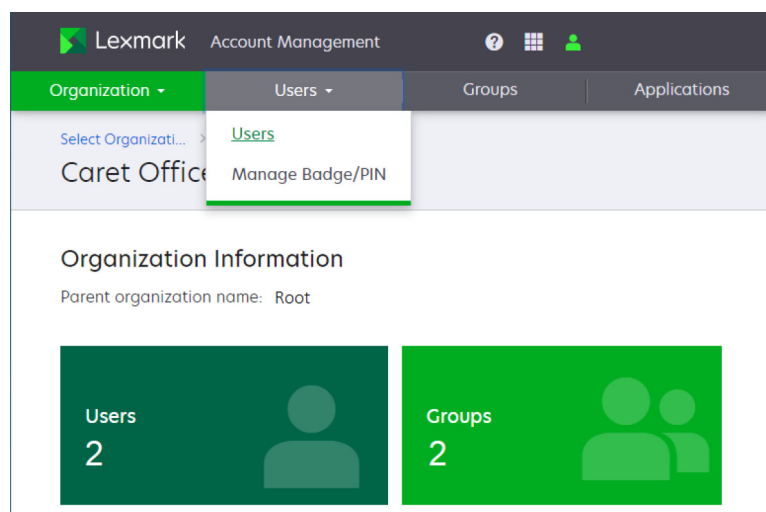 Lexmark Account Management
Organization Users Groups Applications
Select Organizati... >
Users
Caret Office
Manage Badge/PIN
Organization Information
Parent organization name: Root
Users
2
Groups
2